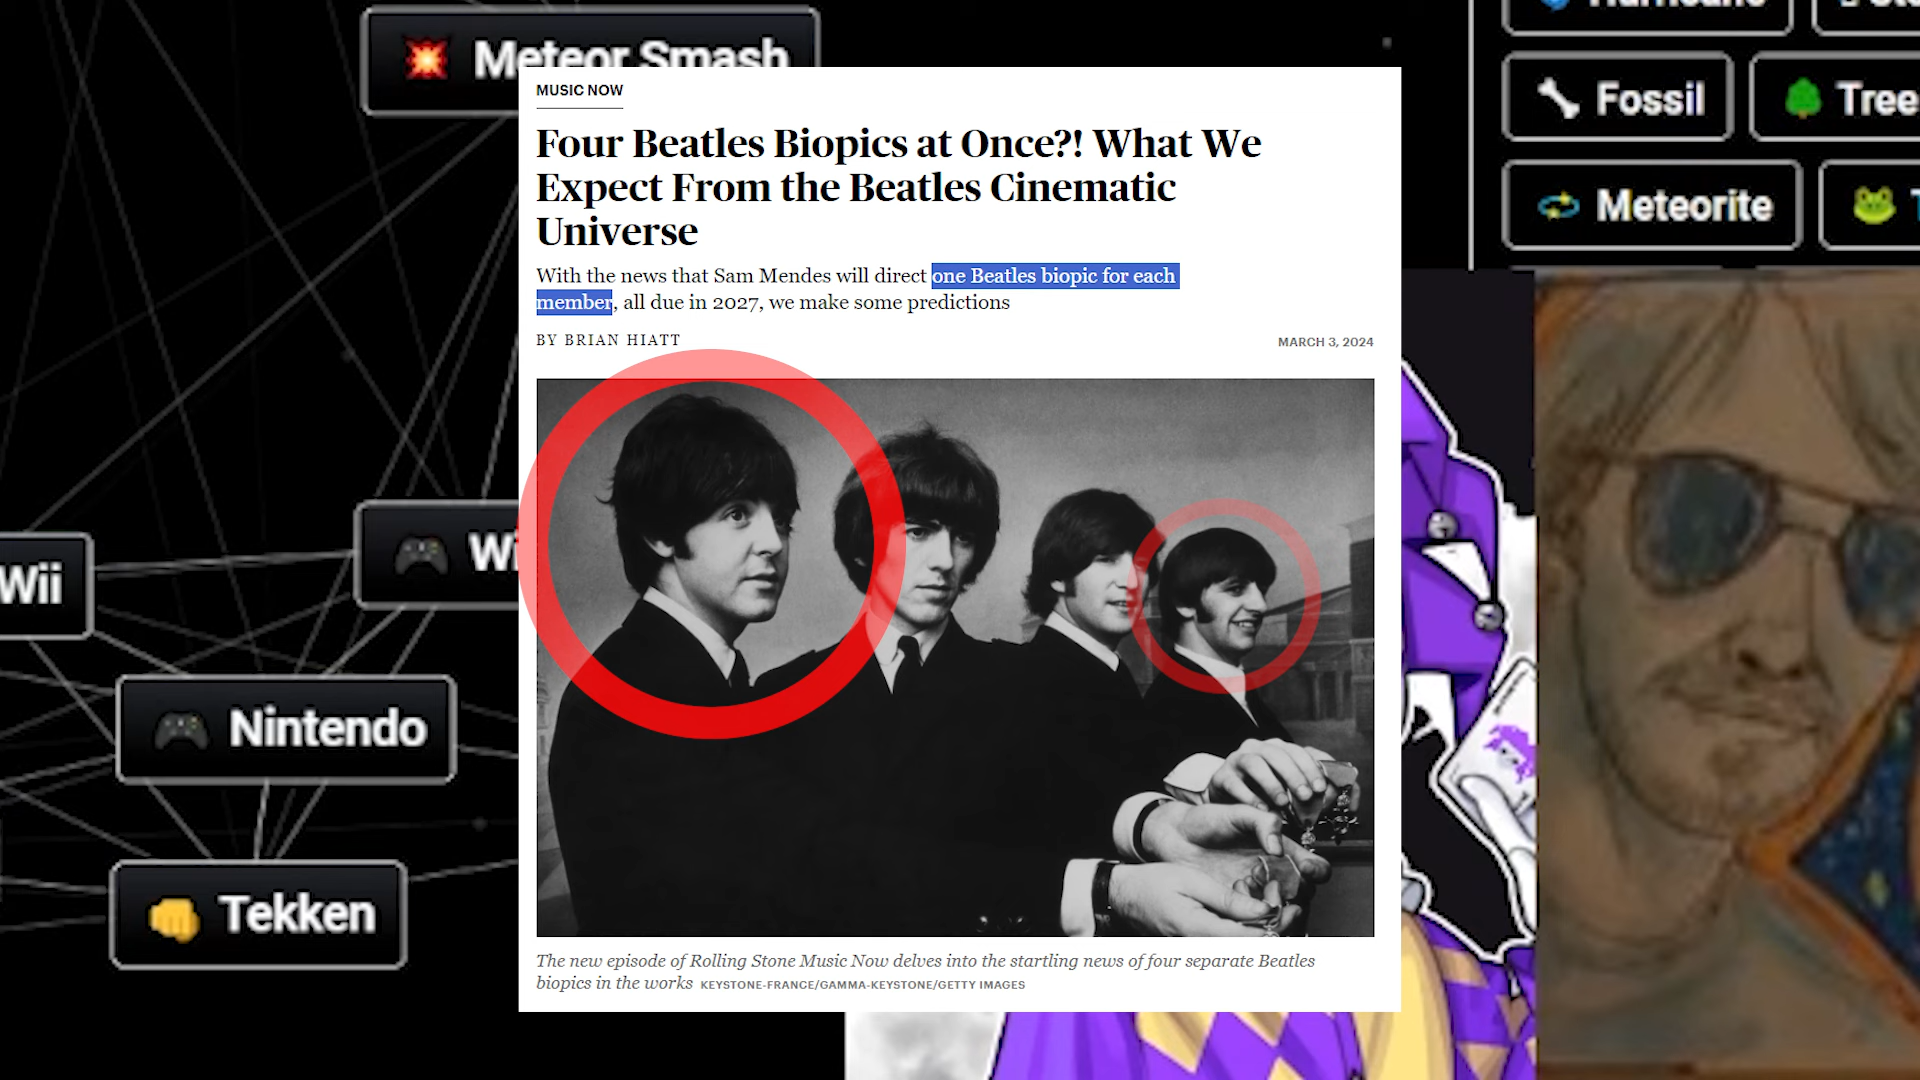 Meteor Smash
Fossil
Tree
Meteorite
Wii
Nintendo
Tekken
MUSIC NOW
Four Beatles Biopics at Once?! What We
Expect From the Beatles Cinematic
Universe
With the news that Sam Mendes will direct one Beatles biopic for each
member, all due in 2027, we make some predictions
BY BRIAN HIATT
MARCH 3, 2024
The new episode of Rolling Stone Music Now delves into the startling news of four separate Beatles
biopics in the works KEYSTONE-FRANCE/GAMMA-KEYSTONE/GETTY IMAGES